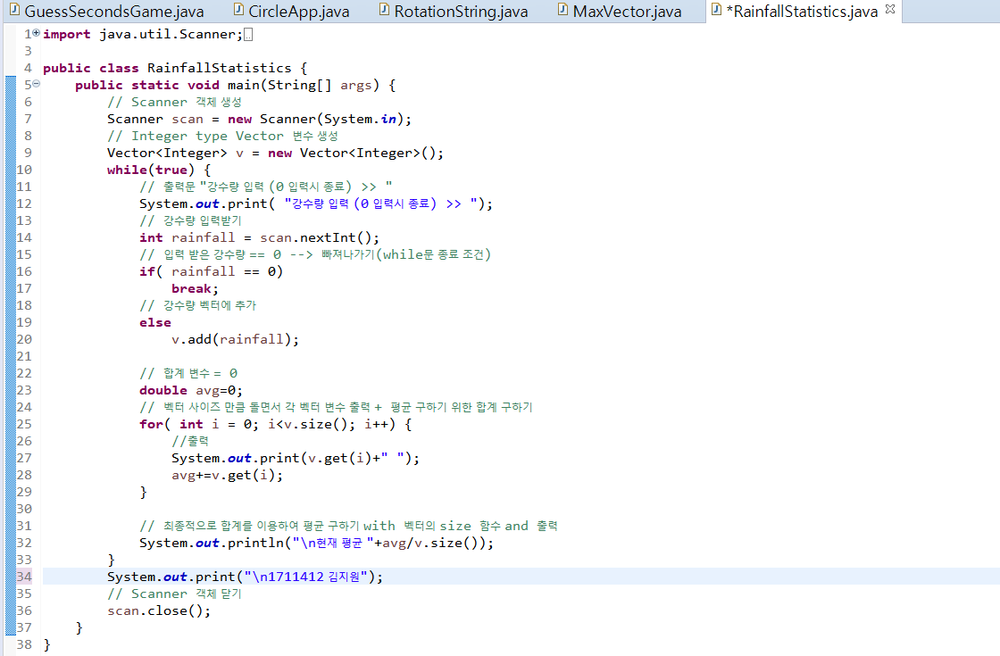 GuessSecondsGame.java CircleApp.java RotationString.java MaxVector.java *RainfallStatistics.java
1 import java.util.Scanner;
3
4 public class RainfallStatistics {
5 public static void main(String[] args) {
6 // Scanner 객체 생성
7 Scanner scan = new Scanner(System.in);
8 // Integer type Vector 변수 생성
9 Vector<Integer> v = new Vector<Integer>();
10 while(true) {
11 // 출력문 "강수량 입력 (0 입력시 종료) >> "
12 System.out.print( "강수량 입력 (0 입력시 종료) >> ");
13 // 강수량 입력받기
14 int rainfall = scan.nextInt();
15 // 입력 받은 강수량 == 0 --> 빠져나가기(while문 종료 조건)
16 if( rainfall == 0)
17 break;
18 // 강수량 벡터에 추가
19 else
20 v.add(rainfall);
21
22 // 합계 변수 = 0
23 double avg=0;
24 // 벡터 사이즈 만큼 돌면서 각 벡터 변수 출력 + 평균 구하기 위한 합계 구하기
25 for( int i = 0; i<v.size(); i++) {
26 //출력
27 System.out.print(v.get(i)+" ");
28 avg+=v.get(i);
29 }
30
31 // 최종적으로 합계를 이용하여 평균 구하기 with 벡터의 size 함수 and 출력
32 System.out.println("\n현재 평균 "+avg/v.size());
33 }
34 System.out.print("\n1711412 김지원");
35 // Scanner 객체 닫기
36 scan.close();
37 }
38 }